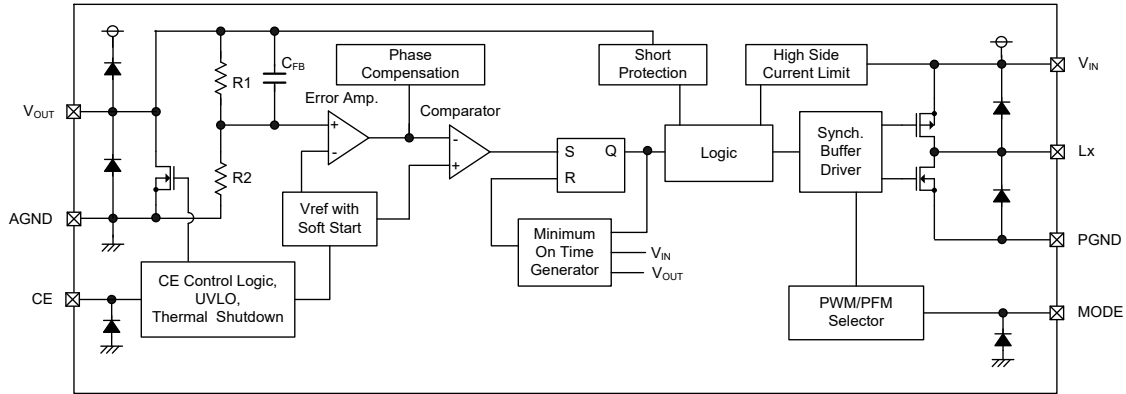 Phase
Compensation
Short
Protection
High Side
Current Limit
R1
CFB
Error Amp.
Comparator
VIN
VOUT
+
-
-
+
S
Q
R
Logic
Synch.
Buffer
Driver
Lx
R2
AGND
Vref with
Soft Start
Minimum
On Time
Generator
VIN
VOUT
PGND
CE
CE Control Logic,
UVLO,
Thermal Shutdown
PWM/PFM
Selector
MODE